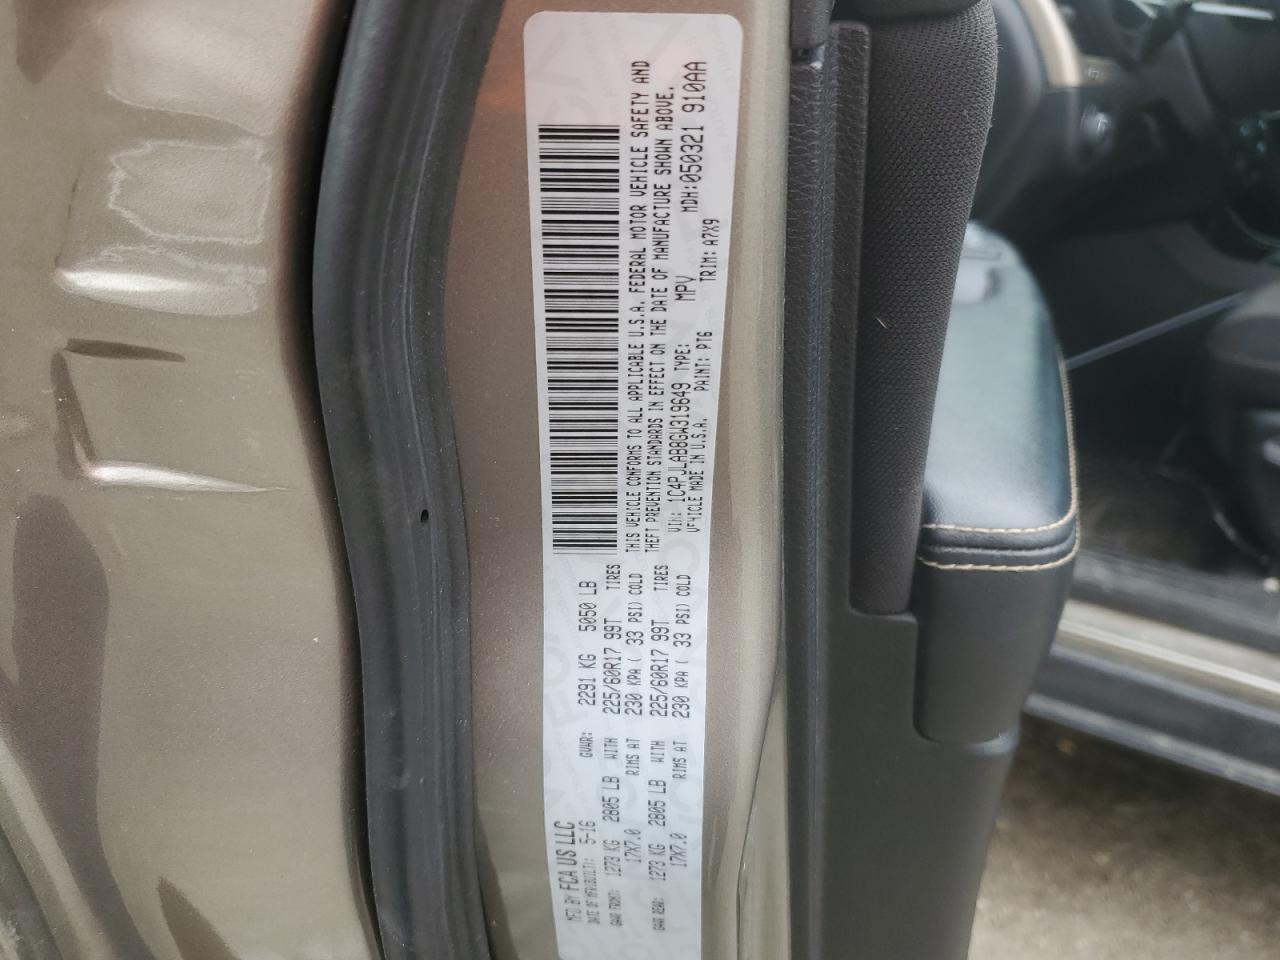 MFD BY FCA US LLC
DATE OF MFR(BUILT): 5-16 GVWR: 2291 KG 5050 LB
GAWR FRONT: 1273 KG 2805 LB WITH 225/60R17 99T TIRES
17X7.0 RIMS AT 230 KPA ( 33 PSI) COLD
GAWR REAR: 1273 KG 2805 LB WITH 225/60R17 99T TIRES
17X7.0 RIMS AT 230 KPA ( 33 PSI) COLD
THIS VEHICLE CONFORMS TO ALL APPLICABLE U.S.A. FEDERAL MOTOR VEHICLE SAFETY AND
THEFT PREVENTION STANDARDS IN EFFECT ON THE DATE OF MANUFACTURE SHOWN ABOVE.
VIN: 1C4PJLAB8GW319649 TYPE: MPV MDH:050321 910AA
VEHICLE MADE IN U.S.A. PAINT: PT6 TRIM: A7X9